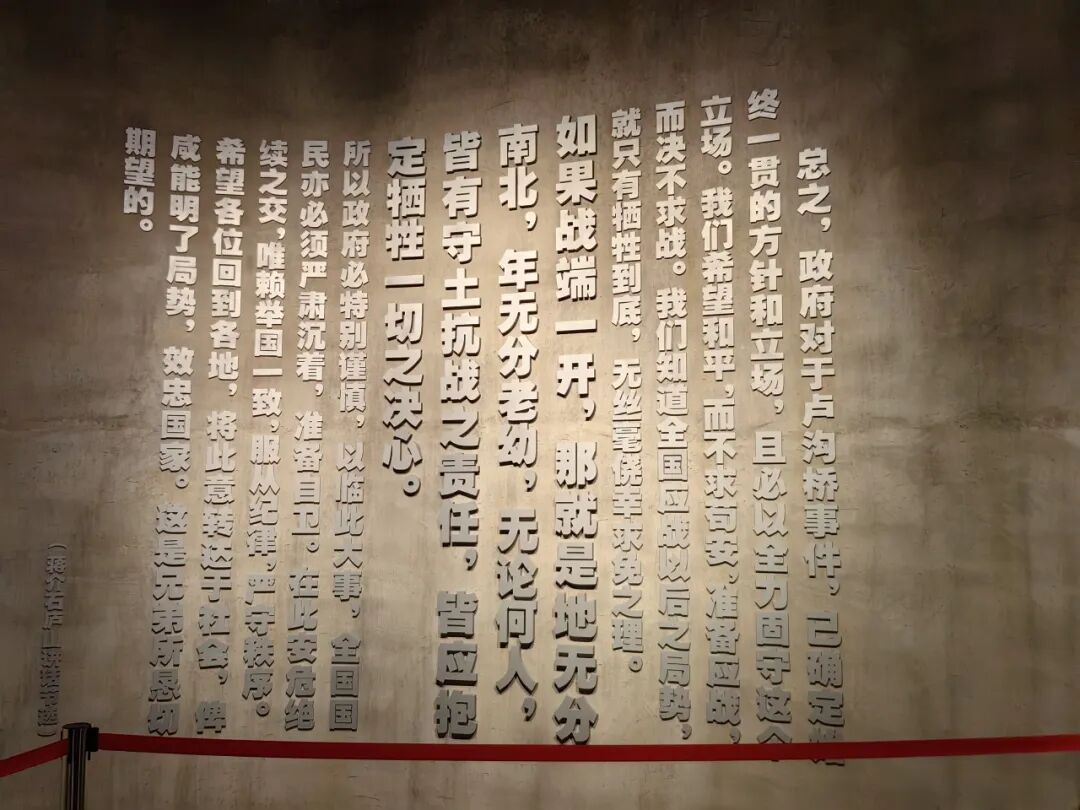 总之，政府对于卢沟桥事件，已确定始
终一贯的方针和立场，且必以全力固守这个
立场。我们希望和平，而不求苟安，准备应战，
而决不求战。我们知道全国应战以后之局势，
就只有牺牲到底，无丝毫侥幸求免之理。
如果战端一开，那就是地无分
南北，年无分老幼，无论何人，
皆有守土抗战之责任，皆应抱
定牺牲一切之决心。
所以政府必特别谨慎，以临此大事，全国国
民亦必须严肃沉着，准备自卫。在此安危绝
续之交，唯赖举国一致，服从纪律，严守秩序。
希望各位回到各地，将此意转达于社会，俾
咸能明了局势，效忠国家。这是兄弟所恳切
期望的。
（蒋介石庐山讲话节选）